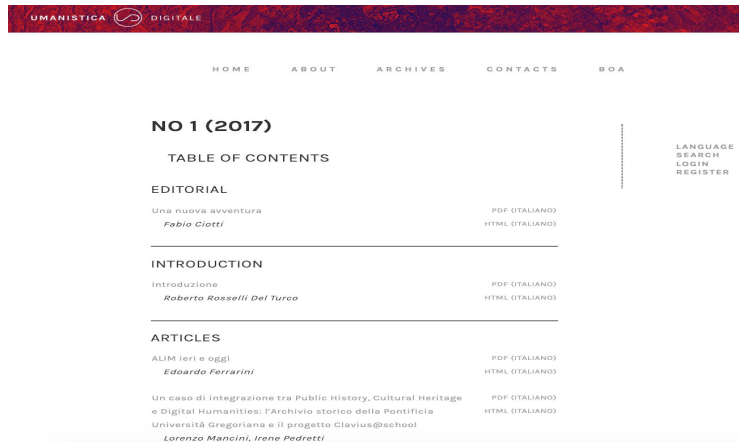 UMANISTICA DIGITALE
HOME ABOUT ARCHIVES CONTACTS BOA
NO 1 (2017)
TABLE OF CONTENTS
LANGUAGE
SEARCH
LOGIN
REGISTER
EDITORIAL
Una nuova avventura PDF (ITALIANO)
Fabio Ciotti HTML (ITALIANO)
INTRODUCTION
Introduzione PDF (ITALIANO)
Roberto Rosselli Del Turco HTML (ITALIANO)
ARTICLES
ALIM ieri e oggi PDF (ITALIANO)
Edoardo Ferrarini HTML (ITALIANO)
Un caso di integrazione tra Public History, Cultural Heritage PDF (ITALIANO)
e Digital Humanities: l'Archivio storico della Pontificia HTML (ITALIANO)
Università Gregoriana e il progetto Clavius@school
Lorenzo Mancini, Irene Pedretti